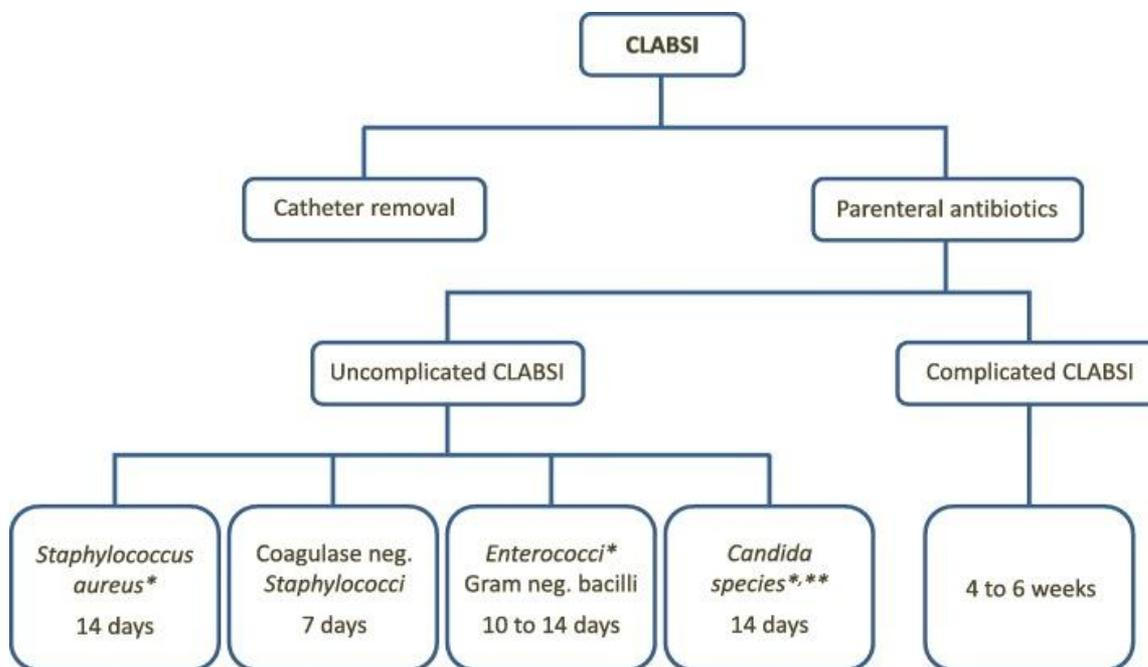 CLABSI
Catheter removal
Parenteral antibiotics
Uncomplicated CLABSI
Complicated CLABSI
Staphylococcus
aureus*
14 days
Coagulase neg.
Staphylococci
7 days
Enterococci*
Gram neg. bacilli
10 to 14 days
Candida
species*,**
14 days
4 to 6 weeks